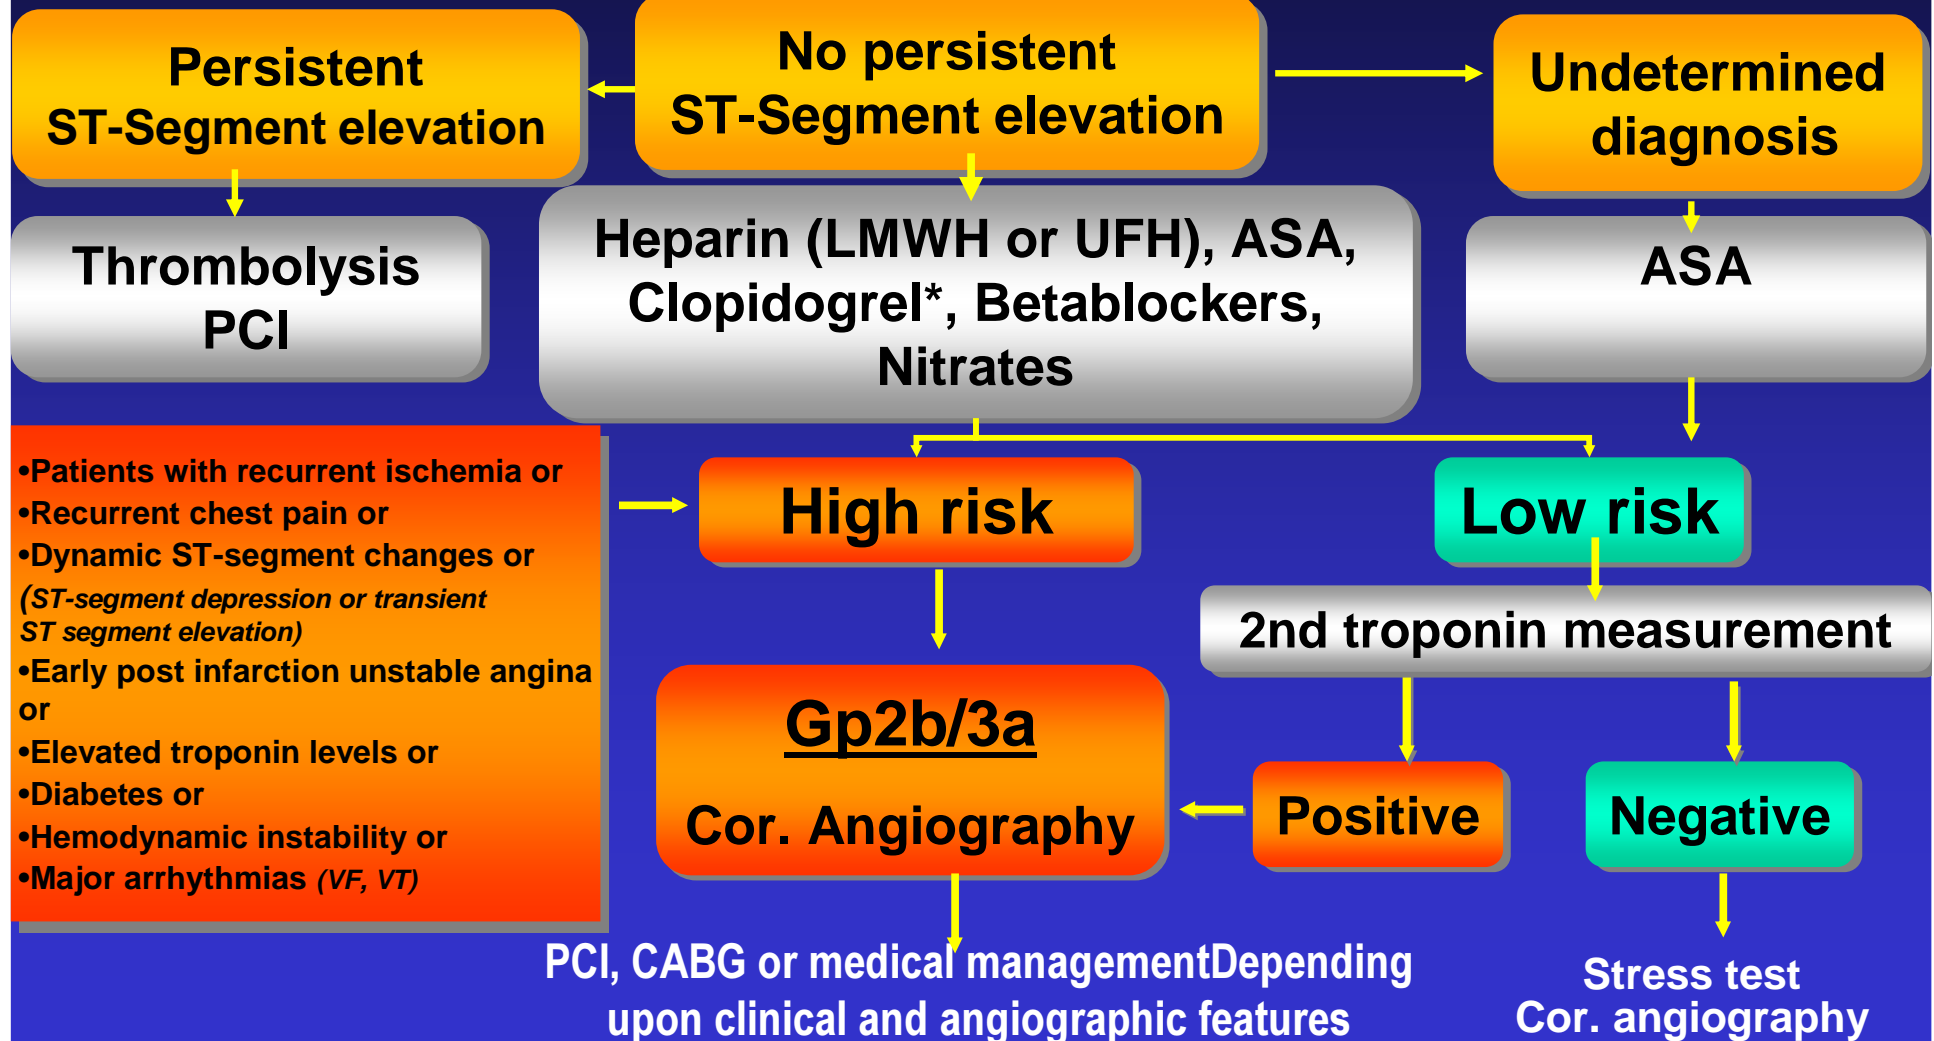 Persistent
ST-Segment elevation
No persistent
ST-Segment elevation
Undetermined
diagnosis
Thrombolysis
PCI
Heparin (LMWH or UFH), ASA,
Clopidogrel*, Betablockers,
Nitrates
ASA
•Patients with recurrent ischemia or
•Recurrent chest pain or
•Dynamic ST-segment changes or
(ST-segment depression or transient
ST segment elevation)
•Early post infarction unstable angina
or
•Elevated troponin levels or
•Diabetes or
•Hemodynamic instability or
•Major arrhythmias (VF, VT)
High risk
Low risk
2nd troponin measurement
Gp2b/3a
Cor. Angiography
Positive
Negative
PCI, CABG or medical managementDepending
upon clinical and angiographic features
Stress test
Cor. angiography